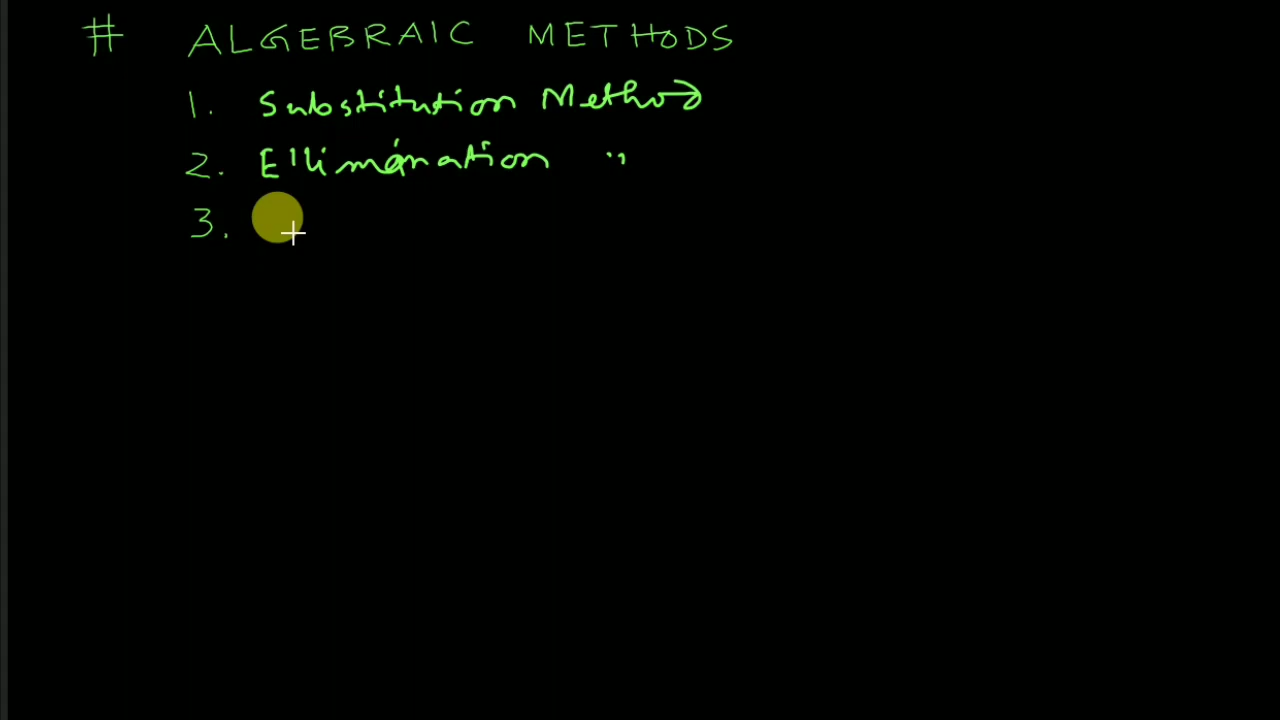 # ALGEBRAIC METHODS
1. Substitution Method
2. Ellimination "
3.